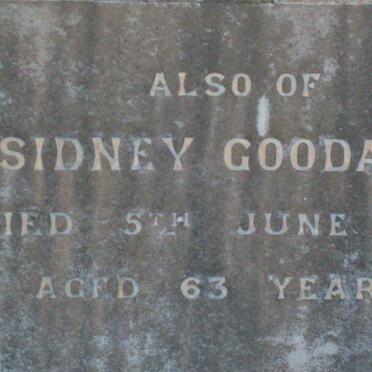 ALSO OF
SIDNEY GOODA
IED 5TH JUNE
AGED 63 YEAR